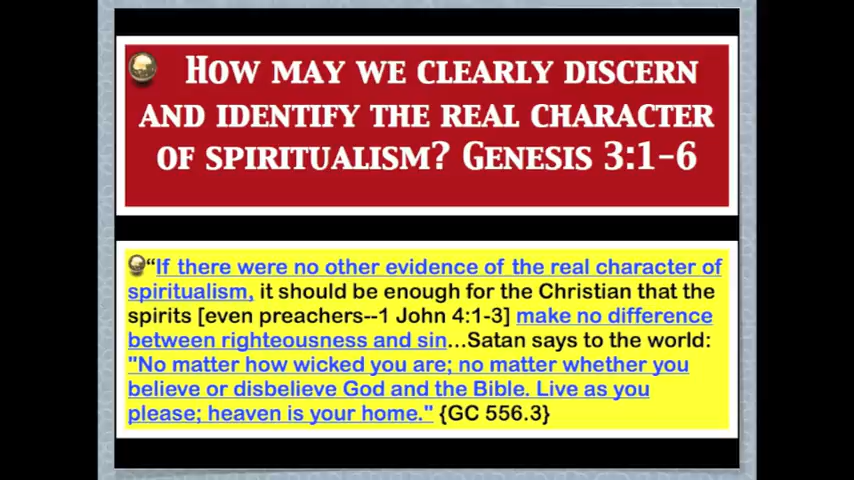 How may we clearly discern
and identify the real character
of spiritualism? Genesis 3:1-6
“If there were no other evidence of the real character of
spiritualism, it should be enough for the Christian that the
spirits [even preachers--1 John 4:1-3] make no difference
between righteousness and sin...Satan says to the world:
"No matter how wicked you are; no matter whether you
believe or disbelieve God and the Bible. Live as you
please; heaven is your home." {GC 556.3}